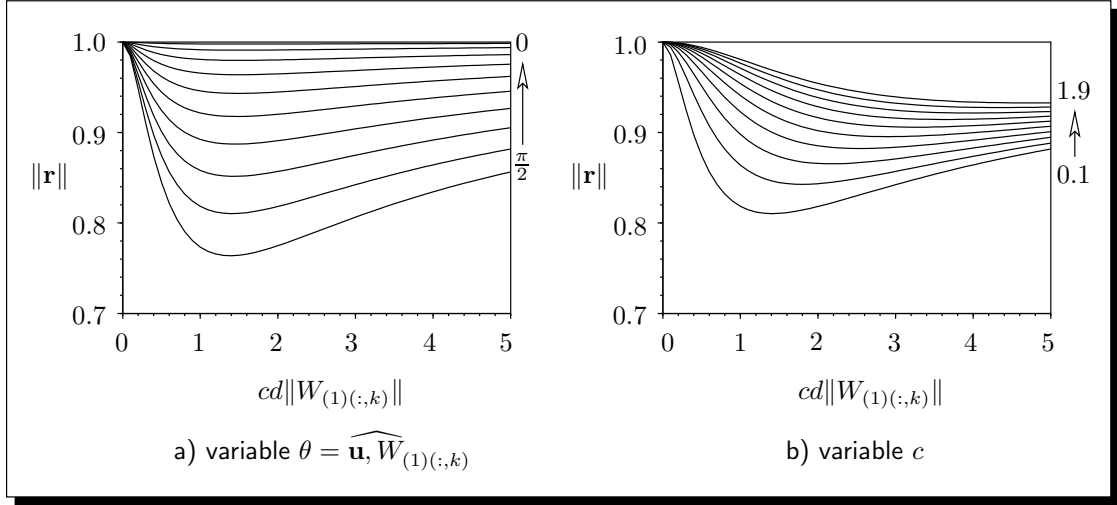 1.0
0.9
‖r‖
0.8
0.7
0 1 2 3 4 5
0
π/2
cd‖W(1)(:,k)‖
a) variable θ = u, W(1)(:,k)
1.0
0.9
‖r‖
0.8
0.7
0 1 2 3 4 5
1.9
0.1
cd‖W(1)(:,k)‖
b) variable c